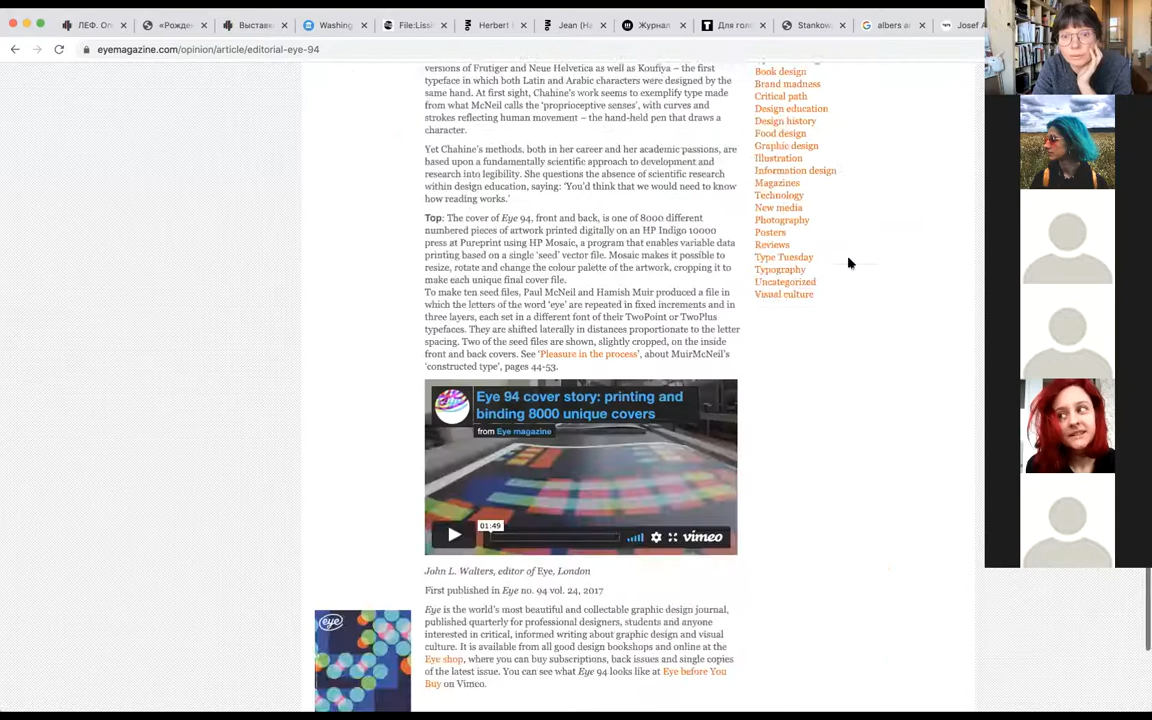 ЛЕФ. Оп
«Рожден
Выставк
Washing
File:Lissi
Herbert
Jean (Ha
Журнал
Для гол
Stankow
albers a
Josef A
eyemagazine.com/opinion/article/editorial-eye-94
versions of Frutiger and Neue Helvetica as well as Koufiya – the first
typeface in which both Latin and Arabic characters were designed by the
same hand. At first sight, Chahine's work seems to exemplify type made
from what McNeil calls the 'proprioceptive senses', with curves and
strokes reflecting human movement – the hand-held pen that draws a
character.
Yet Chahine's methods, both in her career and her academic passions, are
based upon a fundamentally scientific approach to development and
research into legibility. She questions the absence of scientific research
within design education, saying: 'You'd think that we would need to know
how reading works.'
Top: The cover of Eye 94, front and back, is one of 8000 different
numbered pieces of artwork printed digitally on an HP Indigo 10000
press at Pureprint using HP Mosaic, a program that enables variable data
printing based on a single 'seed' vector file. Mosaic makes it possible to
resize, rotate and change the colour palette of the artwork, cropping it to
make each unique final cover file.
To make ten seed files, Paul McNeil and Hamish Muir produced a file in
which the letters of the word 'eye' are repeated in fixed increments and in
three layers, each set in a different font of their TwoPoint or TwoPlus
typefaces. They are shifted laterally in distances proportionate to the letter
spacing. Two of the seed files are shown, slightly cropped, on the inside
front and back covers. See 'Pleasure in the process', about MuirMcNeil's
'constructed type', pages 44-53.
Eye 94 cover story: printing and
binding 8000 unique covers
from Eye magazine
01:49
vimeo
John L. Walters, editor of Eye, London
First published in Eye no. 94 vol. 24, 2017
eye
Eye is the world's most beautiful and collectable graphic design journal,
published quarterly for professional designers, students and anyone
interested in critical, informed writing about graphic design and visual
culture. It is available from all good design bookshops and online at the
Eye shop, where you can buy subscriptions, back issues and single copies
of the latest issue. You can see what Eye 94 looks like at Eye before You
Buy on Vimeo.
Book design
Brand madness
Critical path
Design education
Design history
Food design
Graphic design
Illustration
Information design
Magazines
Technology
New media
Photography
Posters
Reviews
Type Tuesday
Typography
Uncategorized
Visual culture